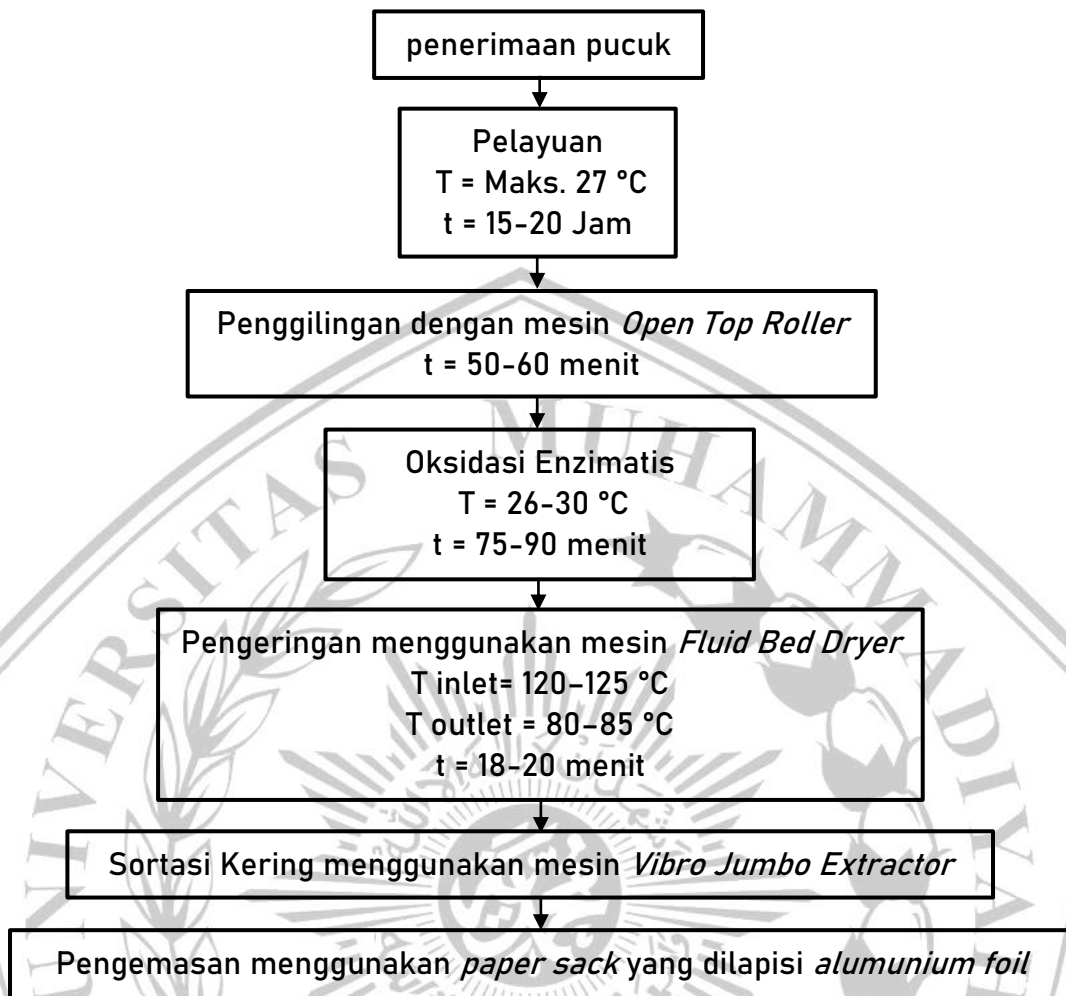 penerimaan pucuk
Pelayuan
T = Maks. 27 °C
t = 15-20 Jam
Penggilingan dengan mesin Open Top Roller
t = 50-60 menit
Oksidasi Enzimatis
T = 26-30 °C
t = 75-90 menit
Pengeringan menggunakan mesin Fluid Bed Dryer
T inlet= 120–125 °C
T outlet = 80–85 °C
t = 18-20 menit
Sortasi Kering menggunakan mesin Vibro Jumbo Extractor
Pengemasan menggunakan paper sack yang dilapisi alumunium foil
UNIVERSITAS MUHAMMADIYAH